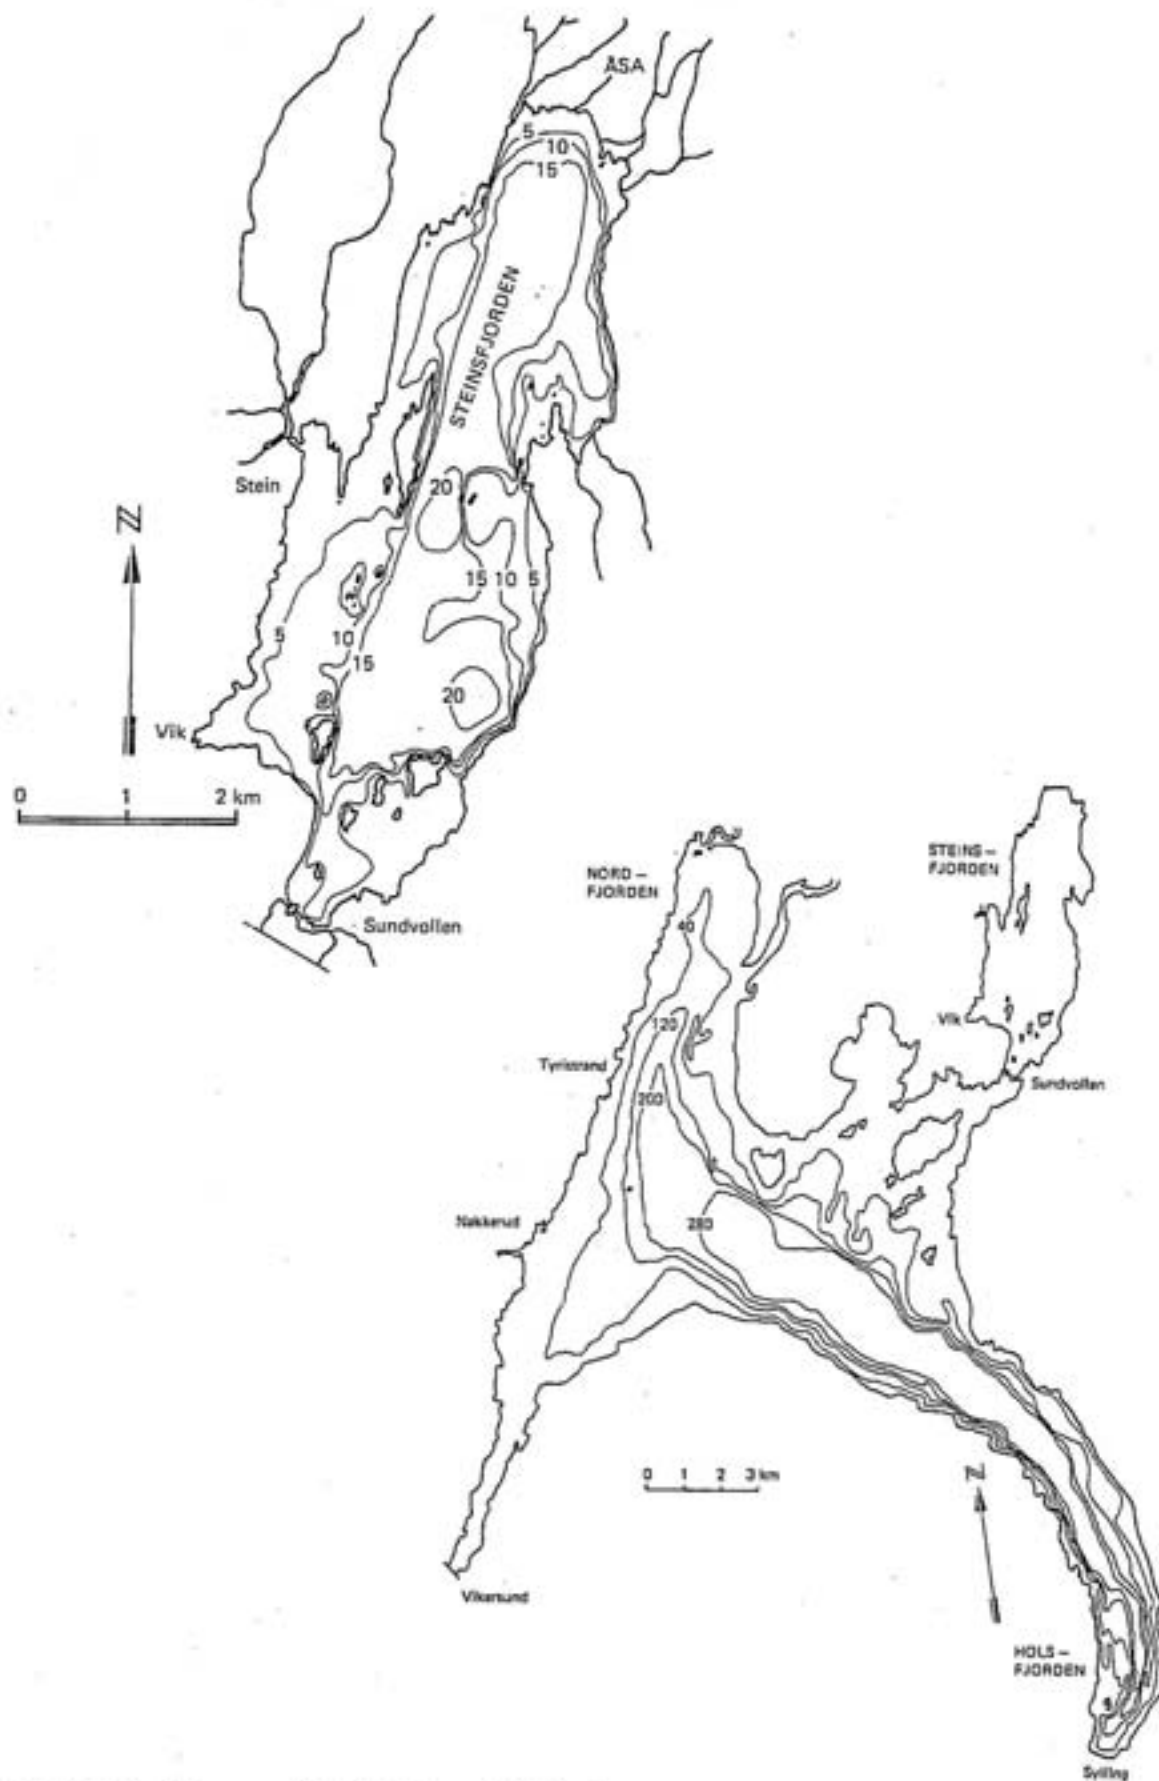 ÅSA
5
10
15
STEINSFJORDEN
Stein
20
N
15 10 5
5
10
15
20
Vik
0 1 2 km
Sundvollen
STEINS-
FJORDEN
NORD-
FJORDEN
40
Vik
120
Tyristrand
Sundvollen
200
Nakkerud
280
0 1 2 3 km
N
Vikersund
HOLS-
FJORDEN
Sylling